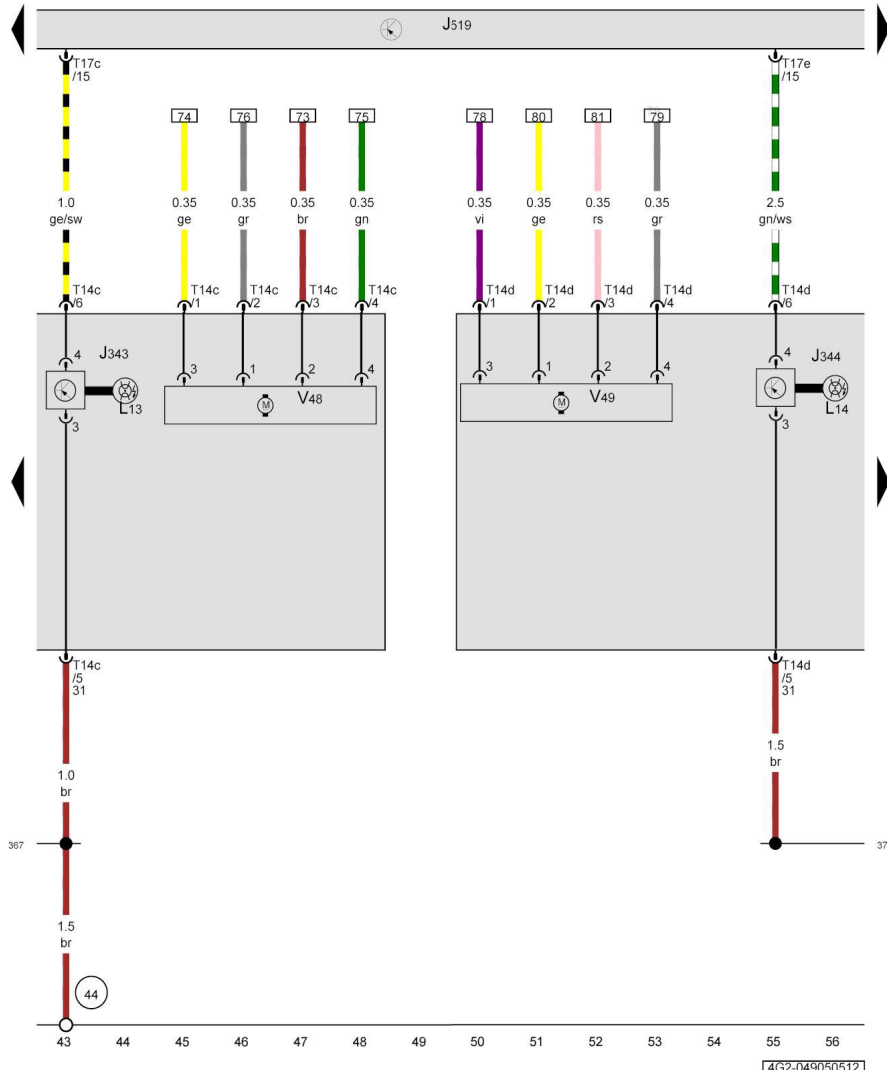 J519
T17c
/15
T17e
/15
74 76 73 75 78 80 81 79
1.0
ge/sw
0.35
ge
0.35
gr
0.35
br
0.35
gn
0.35
vi
0.35
ge
0.35
rs
0.35
gr
2.5
gn/ws
T14c
/6
T14c
/1
T14c
/2
T14c
/3
T14c
/4
T14d
/1
T14d
/2
T14d
/3
T14d
/4
T14d
/6
4
J343
L13
3
3 1 2 4
M
V48
3 1 2 4
M
V49
4
J344
L14
3
T14c
/5
31
T14d
/5
31
1.0
br
1.5
br
367
37
1.5
br
44
43 44 45 46 47 48 49 50 51 52 53 54 55 56
4G2-049050512